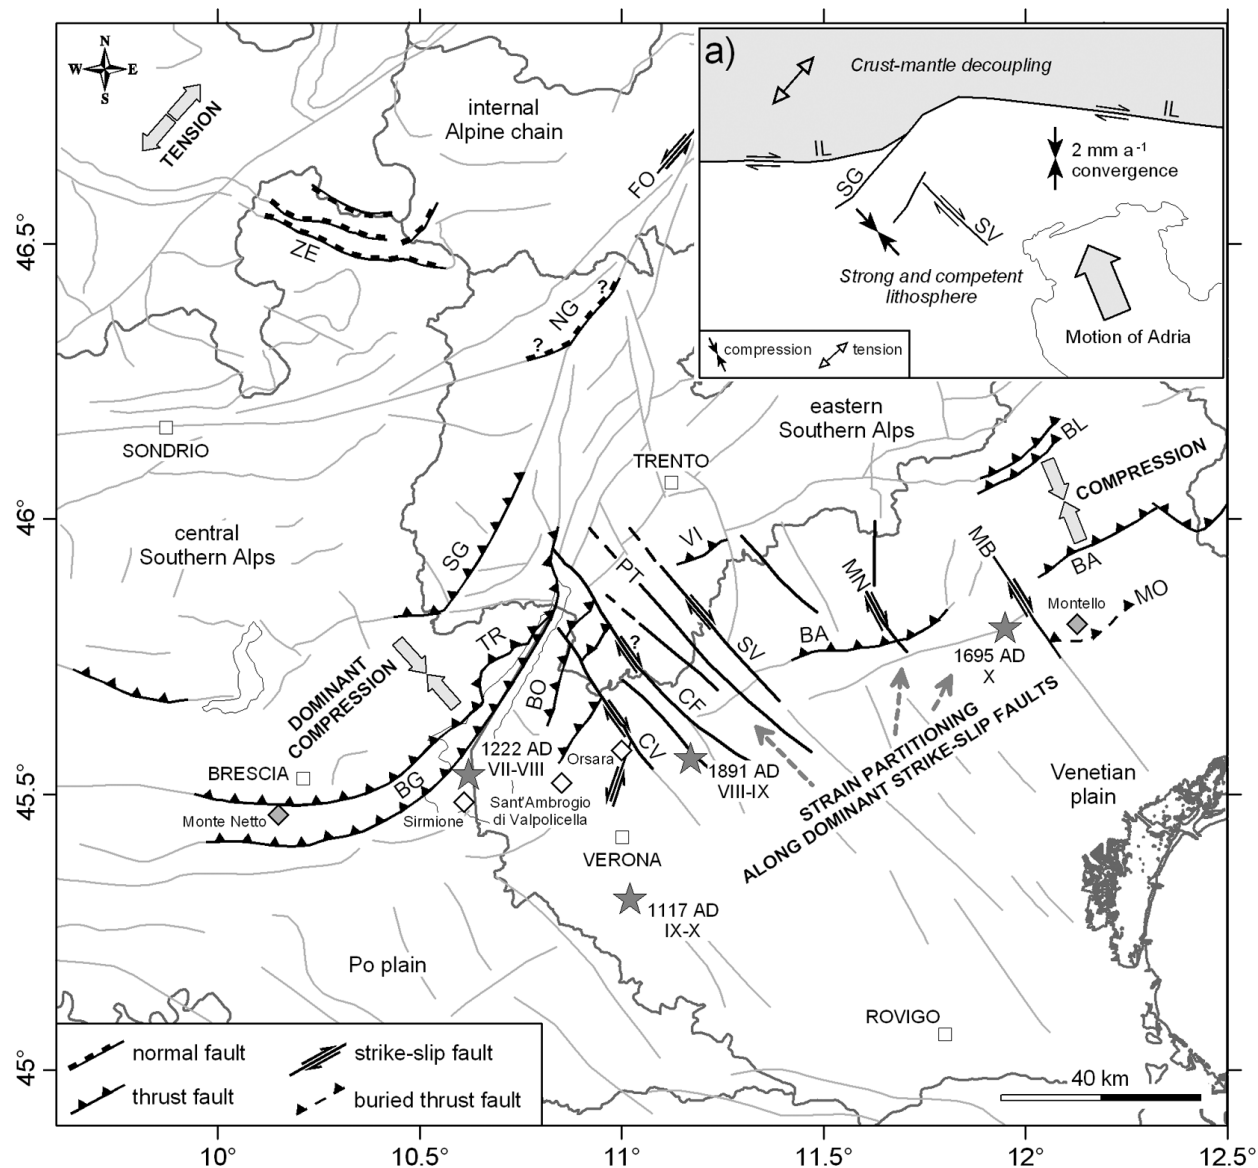 10°
10.5°
11°
11.5°
12°
12.5°
46.5°
46°
45.5°
45°
N
W
E
S
TENSION
internal
Alpine chain
FO
ZE
NG
?
?
a)
Crust-mantle decoupling
IL
IL
SG
SV
2 mm a⁻¹
convergence
Strong and competent
lithosphere
Motion of Adria
compression
tension
SONDRIO
TRENTO
eastern
Southern Alps
BL
COMPRESSION
central
Southern Alps
SG
VI
PT
MN
MB
BA
MO
Montello
BA
SV
TR
?
1695 AD
X
DOMINANT
COMPRESSION
BO
CF
CV
1222 AD
VII-VIII
Orsara
1891 AD
VIII-IX
STRAIN PARTITIONING
ALONG DOMINANT STRIKE-SLIP FAULTS
Venetian
plain
BRESCIA
BG
Monte Netto
Sirmione
Sant'Ambrogio
di Valpolicella
VERONA
1117 AD
IX-X
Po plain
ROVIGO
40 km
normal fault
strike-slip fault
thrust fault
buried thrust fault